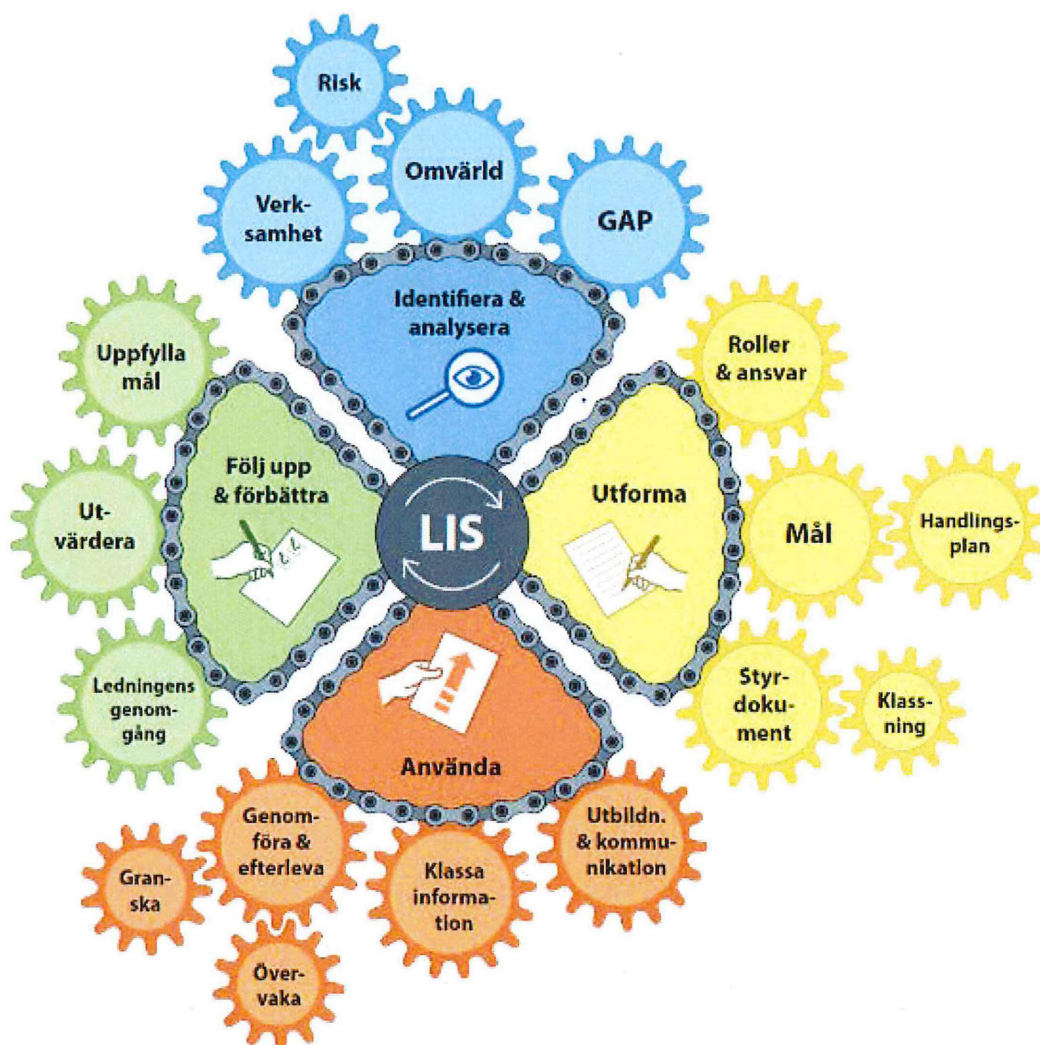 Risk
Omvärld
Verk-
samhet
GAP
Identifiera &
analysera
Uppfylla
mål
Roller
& ansvar
Följ upp
& förbättra
Ut-
värdera
LIS
Utforma
Mål
Handlings-
plan
Ledningens
genom-
gång
Styr-
doku-
ment
Klass-
ning
Använda
Genom-
föra &
efterleva
Utbildn.
& kommu-
nikation
Gran-
ska
Klassa
informa-
tion
Över-
vaka